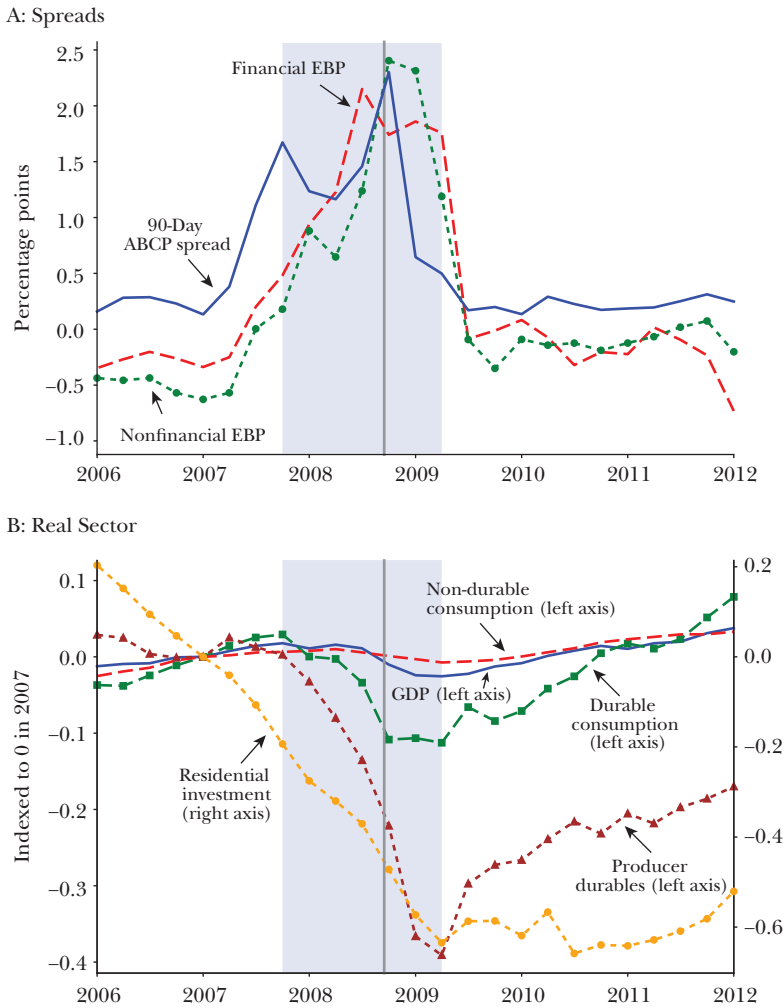 A: Spreads
Percentage points
2.5
2.0
1.5
1.0
0.5
0.0
−0.5
−1.0
Financial EBP
90-Day
ABCP spread
Nonfinancial EBP
2006 2007 2008 2009 2010 2011 2012
B: Real Sector
Indexed to 0 in 2007
0.1
0.0
−0.1
−0.2
−0.3
−0.4
0.2
0.0
−0.2
−0.4
−0.6
Non-durable
consumption (left axis)
GDP (left axis)
Durable
consumption
(left axis)
Residential
investment
(right axis)
Producer
durables (left axis)
2006 2007 2008 2009 2010 2011 2012